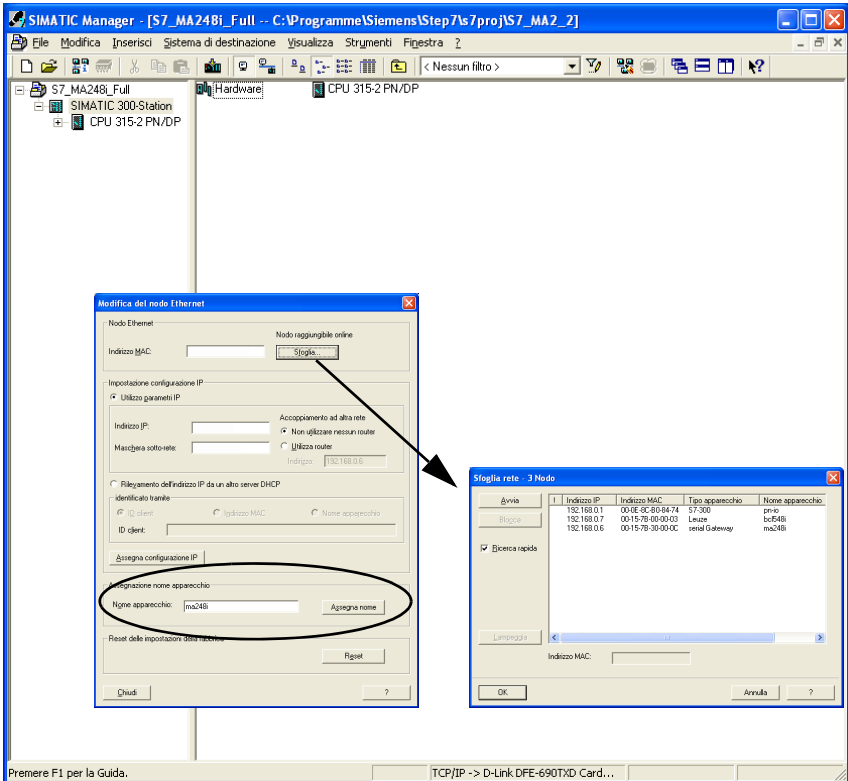 SIMATIC Manager - [S7_MA248i_Full -- C:\Programme\Siemens\Step7\s7proj\S7_MA2_2]
File Modifica Inserisci Sistema di destinazione Visualizza Strumenti Finestra ?
< Nessun filtro >
S7_MA248i_Full
SIMATIC 300-Station
CPU 315-2 PN/DP
Hardware
CPU 315-2 PN/DP
Modifica del nodo Ethernet
Nodo Ethernet
Nodo raggiungibile online
Indirizzo MAC:
Sfoglia...
Impostazione configurazione IP
Utilizzo parametri IP
Indirizzo IP:
Maschera sotto-rete:
Accoppiamento ad altra rete
Non utilizzare nessun router
Utilizza router
Indirizzo: 192.168.0.6
Rilevamento dell'indirizzo IP da un altro server DHCP
identificato tramite
ID client
Indirizzo MAC
Nome apparecchio
ID client:
Assegna configurazione IP
Assegnazione nome apparecchio
Nome apparecchio: ma248i
Assegna nome
Reset delle impostazioni della fabbrica
Reset
Chiudi
?
Sfoglia rete - 3 Nodo
Avvia
Blocca
Ricerca rapida
Lampeggia
! Indirizzo IP Indirizzo MAC Tipo apparecchio Nome apparecchio
192.168.0.1 00-0E-8C-B0-84-74 S7-300 pn-io
192.168.0.7 00-15-7B-00-00-03 Leuze bcl548i
192.168.0.6 00-15-7B-30-00-0C serial Gateway ma248i
Indirizzo MAC:
OK
Annulla
?
Premere F1 per la Guida.
TCP/IP -> D-Link DFE-690TXD Card...